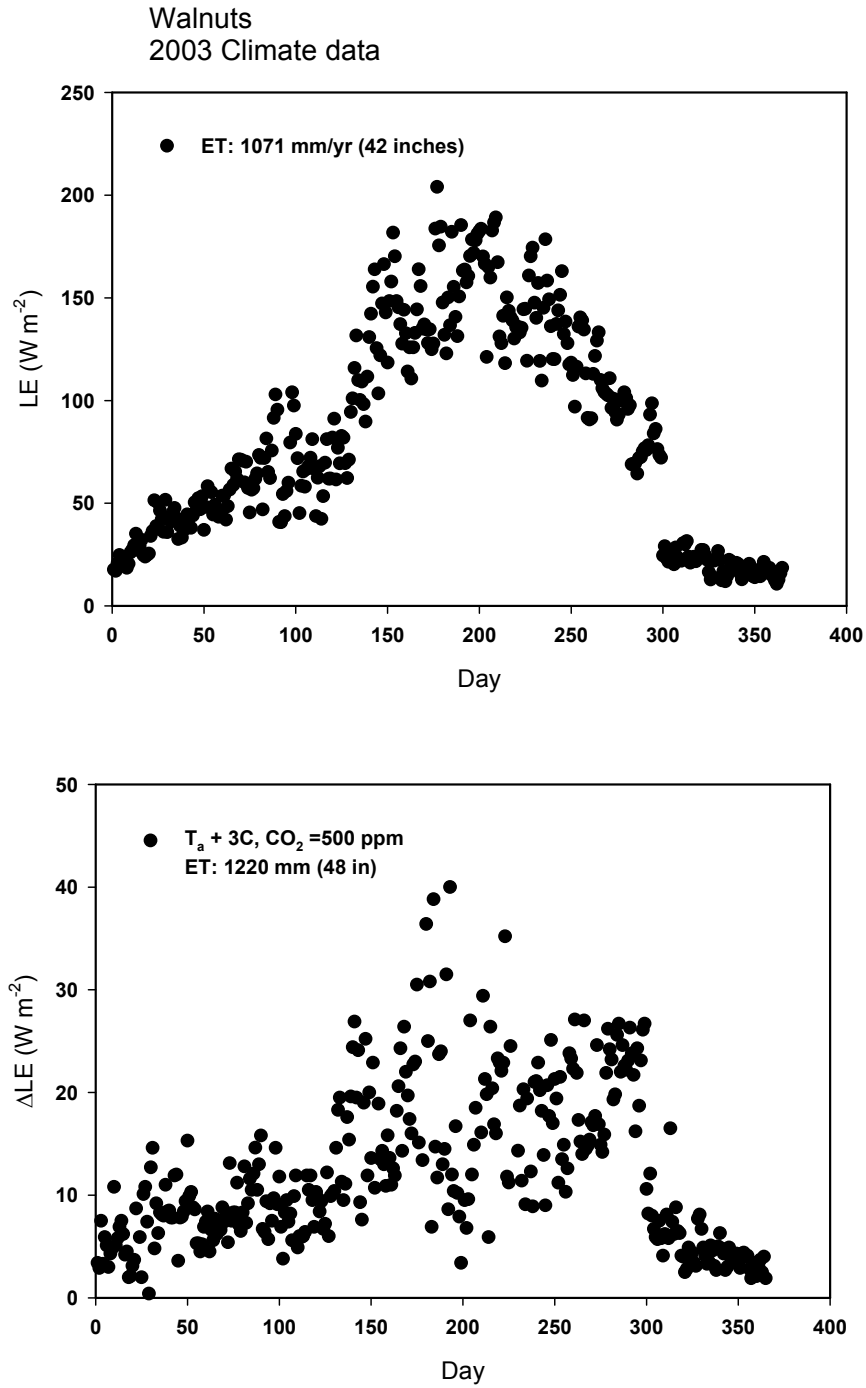 Walnuts
2003 Climate data
250
200
150
100
50
0
LE (W m⁻²)
ET: 1071 mm/yr (42 inches)
0 50 100 150 200 250 300 350 400
Day
50
40
30
20
10
0
ΔLE (W m⁻²)
Tₐ + 3C, CO₂ =500 ppm
ET: 1220 mm (48 in)
0 50 100 150 200 250 300 350 400
Day